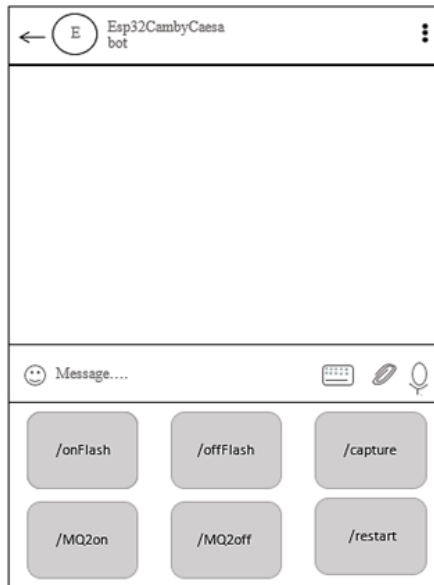 E
Esp32CambyCaesa
bot
Message....
/onFlash
/offFlash
/capture
/MQ2on
/MQ2off
/restart